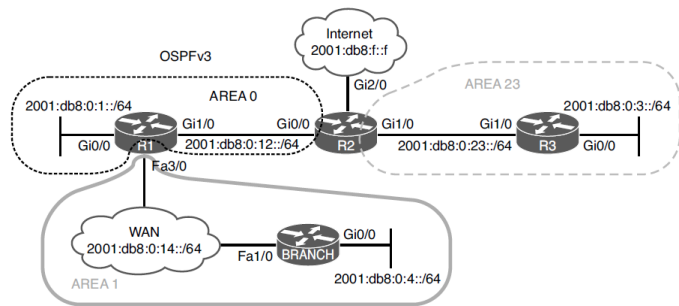 Internet
2001:db8:f::f
OSPFv3
Gi2/0
AREA 23
AREA 0
2001:db8:0:1::/64
2001:db8:0:3::/64
Gi1/0
Gi0/0
Gi1/0
Gi1/0
Gi0/0
R1
2001:db8:0:12::/64
R2
2001:db8:0:23::/64
R3
Gi0/0
Fa3/0
WAN
2001:db8:0:14::/64
Gi0/0
Fa1/0
BRANCH
AREA 1
2001:db8:0:4::/64